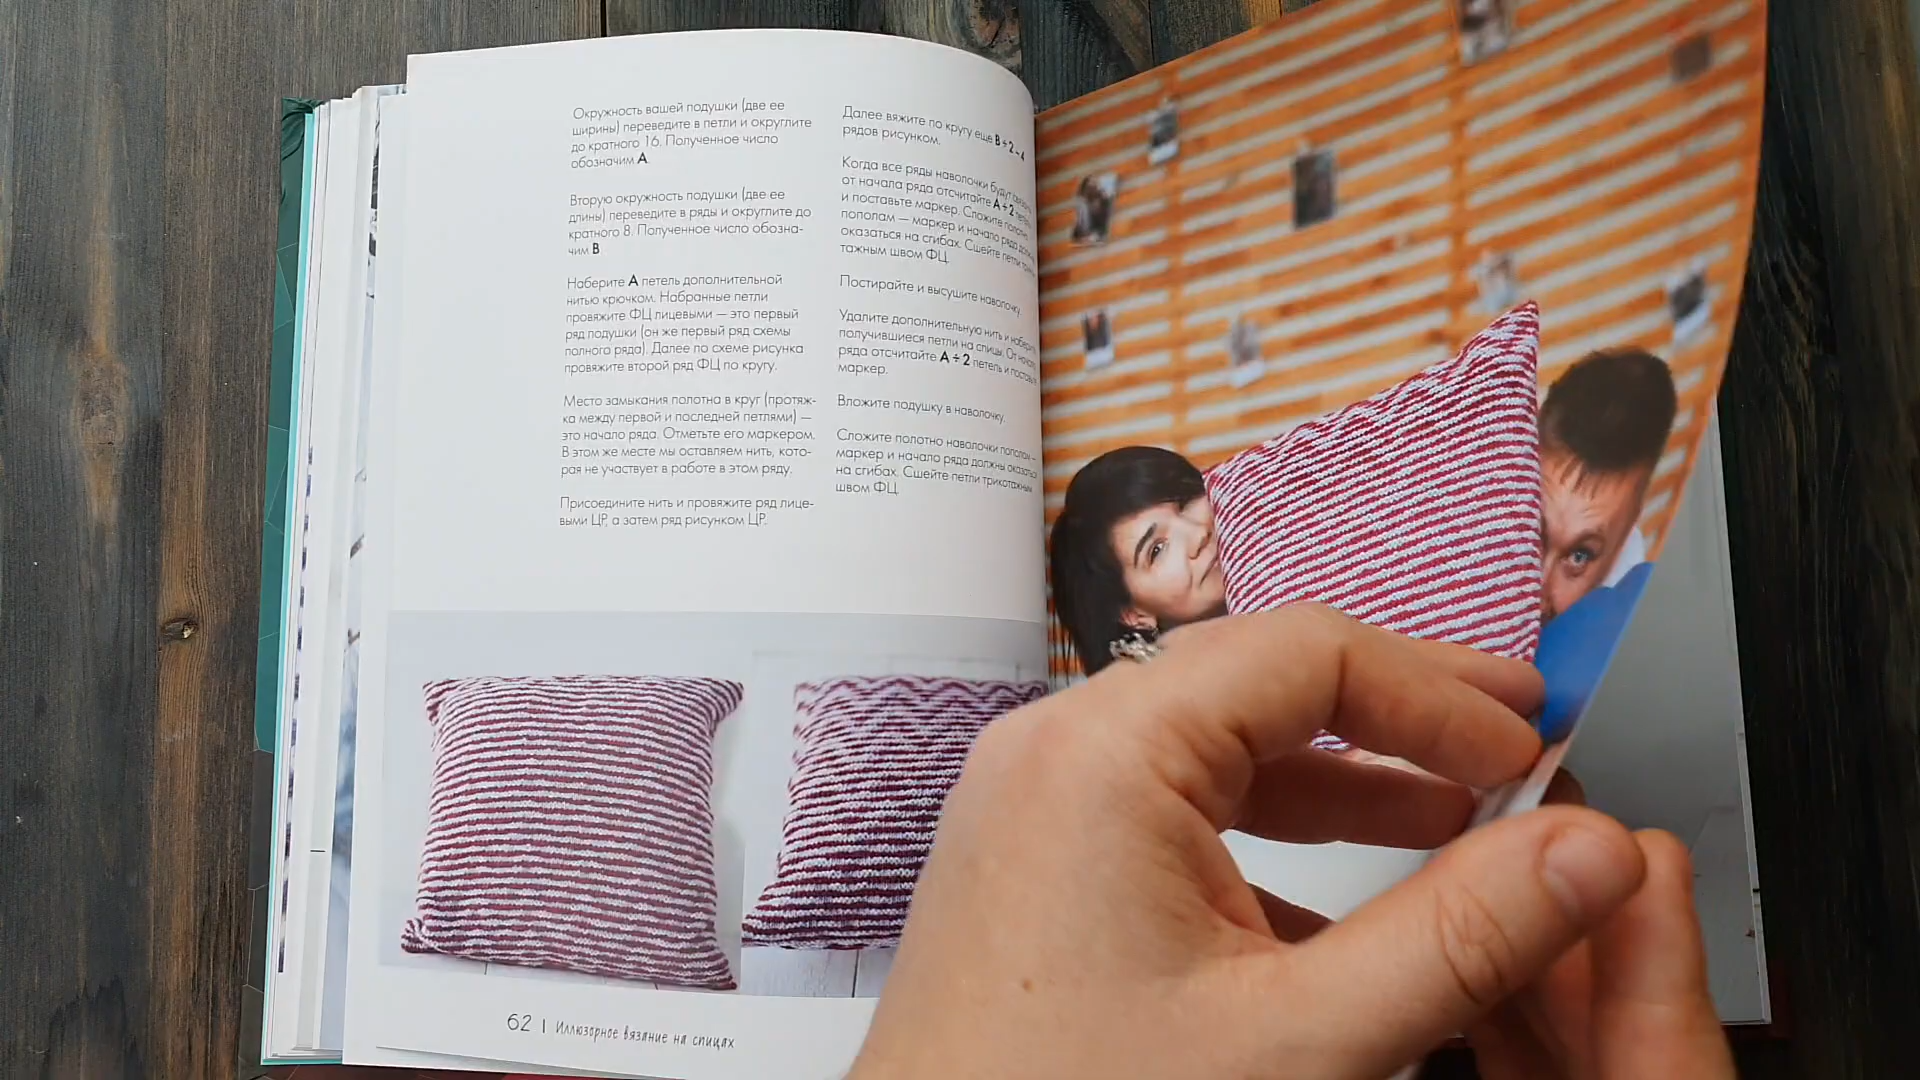 Окружность вашей подушки (две ее
ширины) переведите в петли и округлите
до кратного 16. Полученное число
обозначим А.
Вторую окружность подушки (две ее
длины) переведите в ряды и округлите до
кратного 8. Полученное число обозна-
чим В.
Наберите А петель дополнительной
нитью крючком. Набранные петли
провяжите ФЦ лицевыми — это первый
ряд подушки (он же первый ряд схемы
полного ряда). Далее по схеме рисунка
провяжите второй ряд ФЦ по кругу.
Место замыкания полотна в круг (протяж-
ка между первой и последней петлями) —
это начало ряда. Отметьте его маркером.
В этом же месте мы оставляем нить, кото-
рая не участвует в работе в этом ряду.
Присоедините нить и провяжите ряд лице-
выми ЦР, а затем ряд рисунком ЦР.
Далее вяжите по кругу еще В ÷ 2 – 4
рядов рисунком.
Когда все ряды наволочки будут
от начала ряда отсчитайте А ÷ 2
и поставьте маркер. Сложите полотно
пополам — маркер и начало ряда
оказаться на сгибах. Сшейте петли
тажным швом ФЦ.
Постирайте и высушите наволочку.
Удалите дополнительную нить и
получившиеся петли на спицы. От
ряда отсчитайте А ÷ 2 петель и
маркер.
Вложите подушку в наволочку.
Сложите полотно наволочки пополам —
маркер и начало ряда должны оказаться
на сгибах. Сшейте петли трикотажным
швом ФЦ.
62 | Иллюзорное вязание на спицах